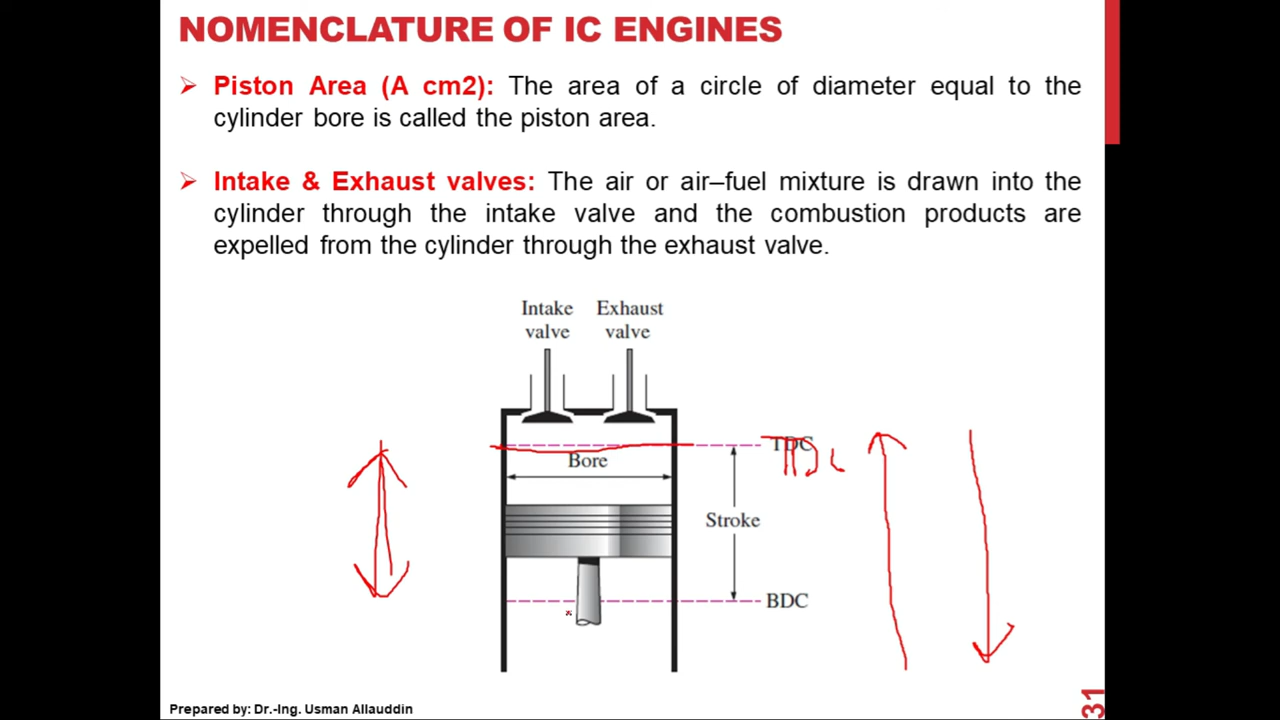 NOMENCLATURE OF IC ENGINES
➢ Piston Area (A cm2): The area of a circle of diameter equal to the
cylinder bore is called the piston area.
➢ Intake & Exhaust valves: The air or air–fuel mixture is drawn into the
cylinder through the intake valve and the combustion products are
expelled from the cylinder through the exhaust valve.
Intake Exhaust
valve valve
TDC
TDC
Bore
Stroke
BDC
Prepared by: Dr.-Ing. Usman Allauddin
31